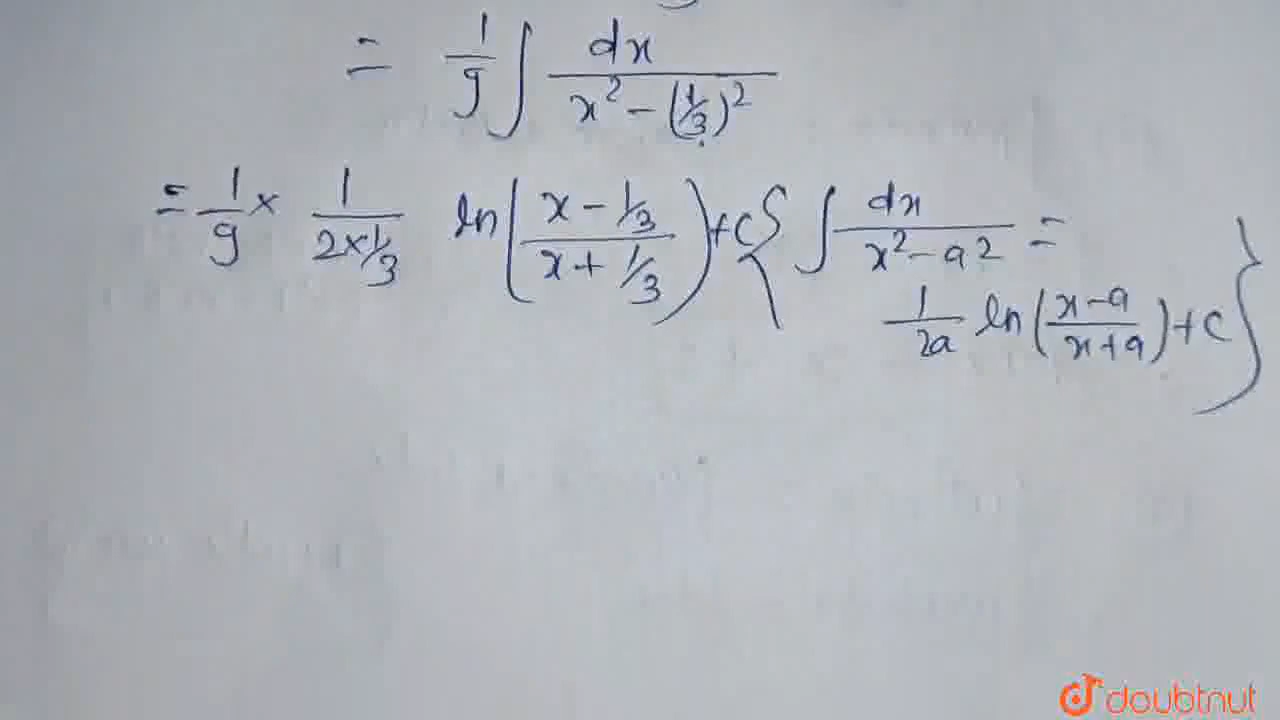 = 1/9 ∫ dx / x² - (1/3)²
= 1/9 × 1/(2×1/3) ln((x - 1/3)/(x + 1/3)) + c { ∫ dx/(x² - a²) =
1/2a ln((x-a)/(x+a)) + c }
doubtnut